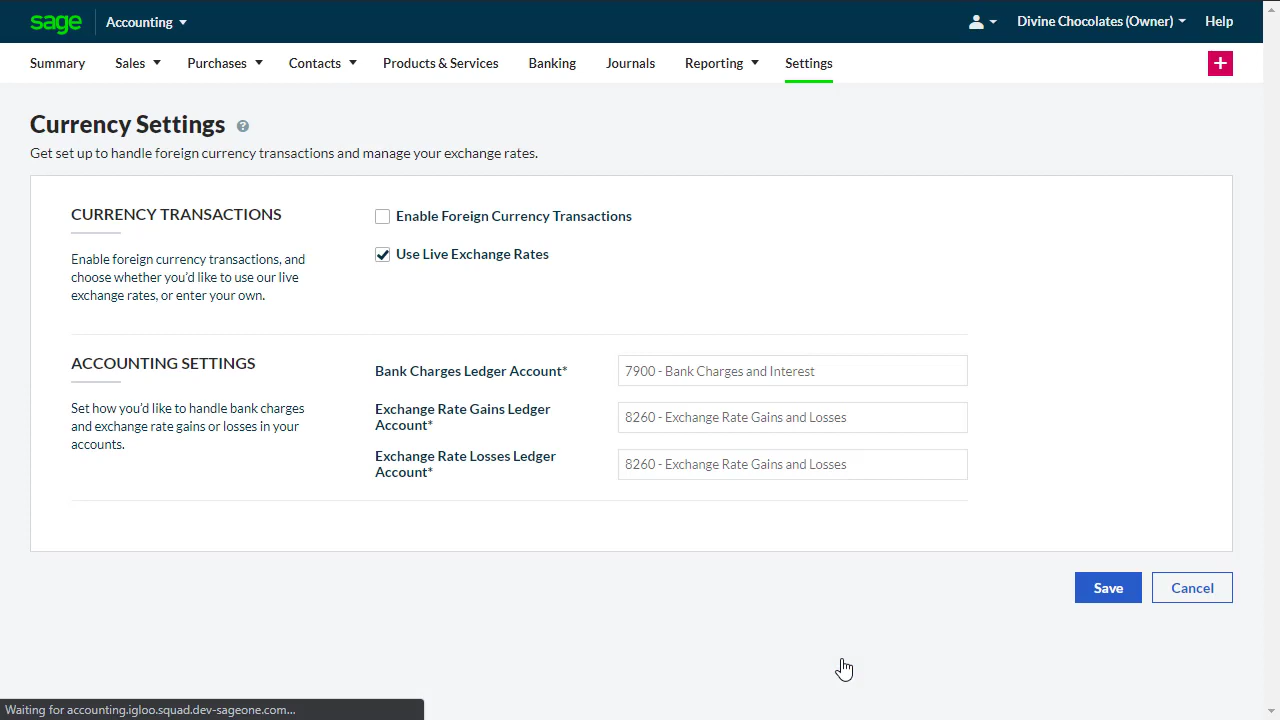 sage Accounting Divine Chocolates (Owner) Help
Summary Sales Purchases Contacts Products & Services Banking Journals Reporting Settings +
Currency Settings ?
Get set up to handle foreign currency transactions and manage your exchange rates.
CURRENCY TRANSACTIONS
Enable foreign currency transactions, and
choose whether you'd like to use our live
exchange rates, or enter your own.
Enable Foreign Currency Transactions
Use Live Exchange Rates
ACCOUNTING SETTINGS
Set how you'd like to handle bank charges
and exchange rate gains or losses in your
accounts.
Bank Charges Ledger Account*
7900 - Bank Charges and Interest
Exchange Rate Gains Ledger
Account*
8260 - Exchange Rate Gains and Losses
Exchange Rate Losses Ledger
Account*
8260 - Exchange Rate Gains and Losses
Save Cancel
Waiting for accounting.igloo.squad.dev-sageone.com...